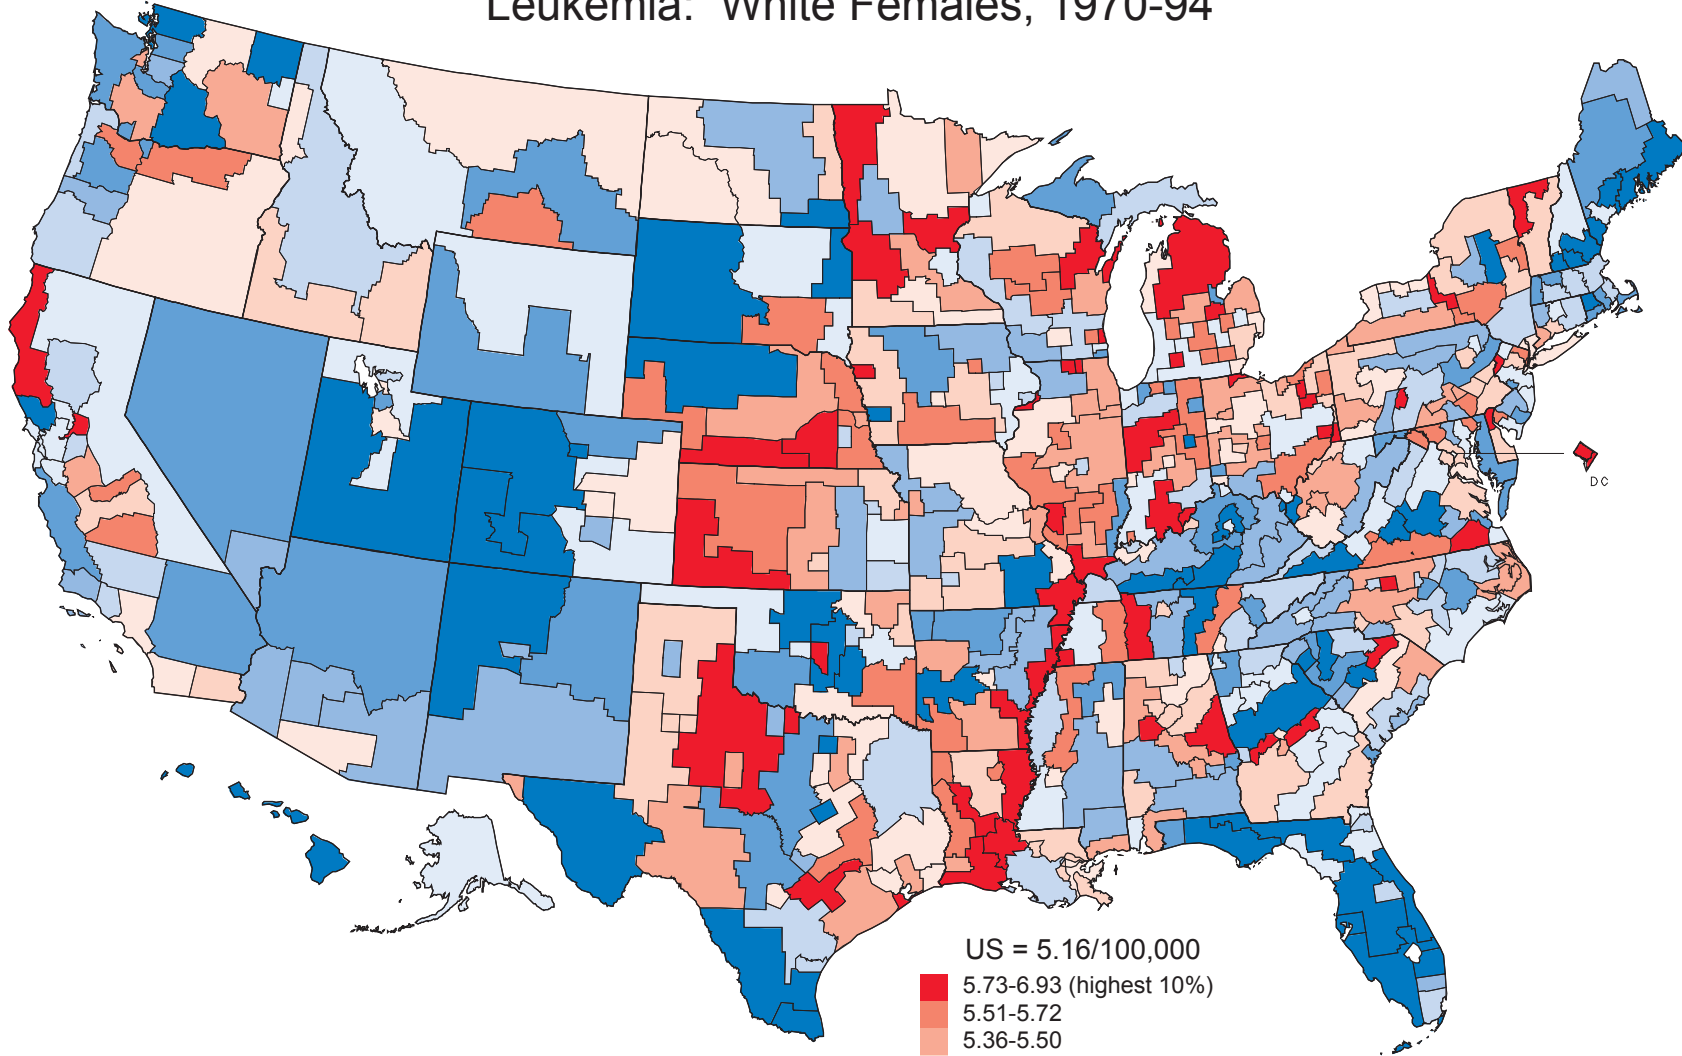 Leukemia: White Females, 1970-94
DC
US = 5.16/100,000
5.73-6.93 (highest 10%)
5.51-5.72
5.36-5.50